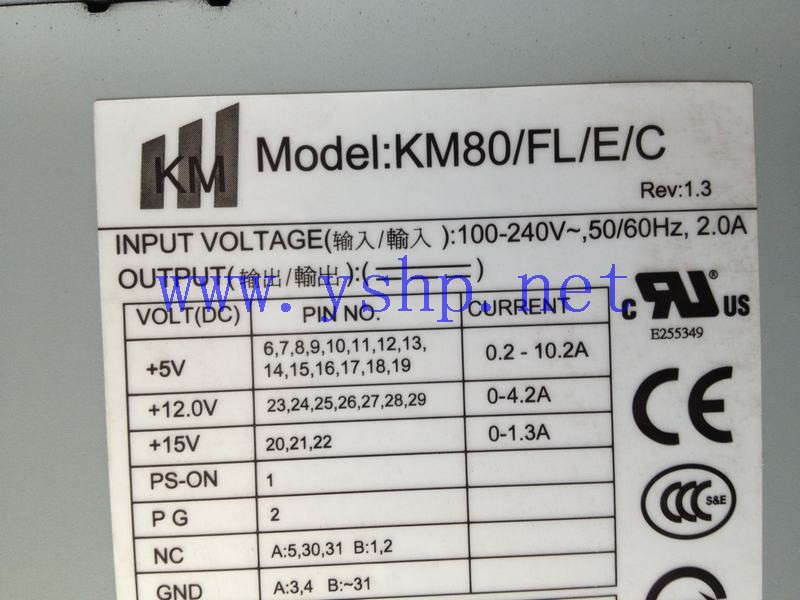 KM Model:KM80/FL/E/C
Rev:1.3
INPUT VOLTAGE(输入/輸入 ):100-240V~,50/60Hz, 2.0A
OUTPUT(输出/輸出):( )
www.yshp.net
VOLT(DC) PIN NO. CURRENT
+5V 6,7,8,9,10,11,12,13,
14,15,16,17,18,19 0.2 - 10.2A
+12.0V 23,24,25,26,27,28,29 0-4.2A
+15V 20,21,22 0-1.3A
PS-ON 1
P G 2
NC A:5,30,31 B:1,2
GND A:3,4 B:~31
c RU US
E255349
CE
CCC S&E